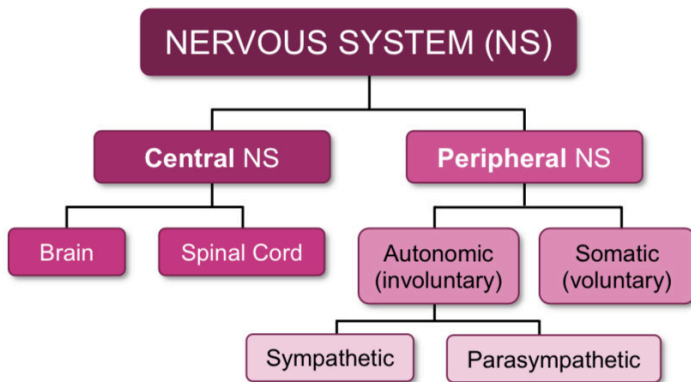 NERVOUS SYSTEM (NS)
Central NS
Peripheral NS
Brain
Spinal Cord
Autonomic
(involuntary)
Somatic
(voluntary)
Sympathetic
Parasympathetic